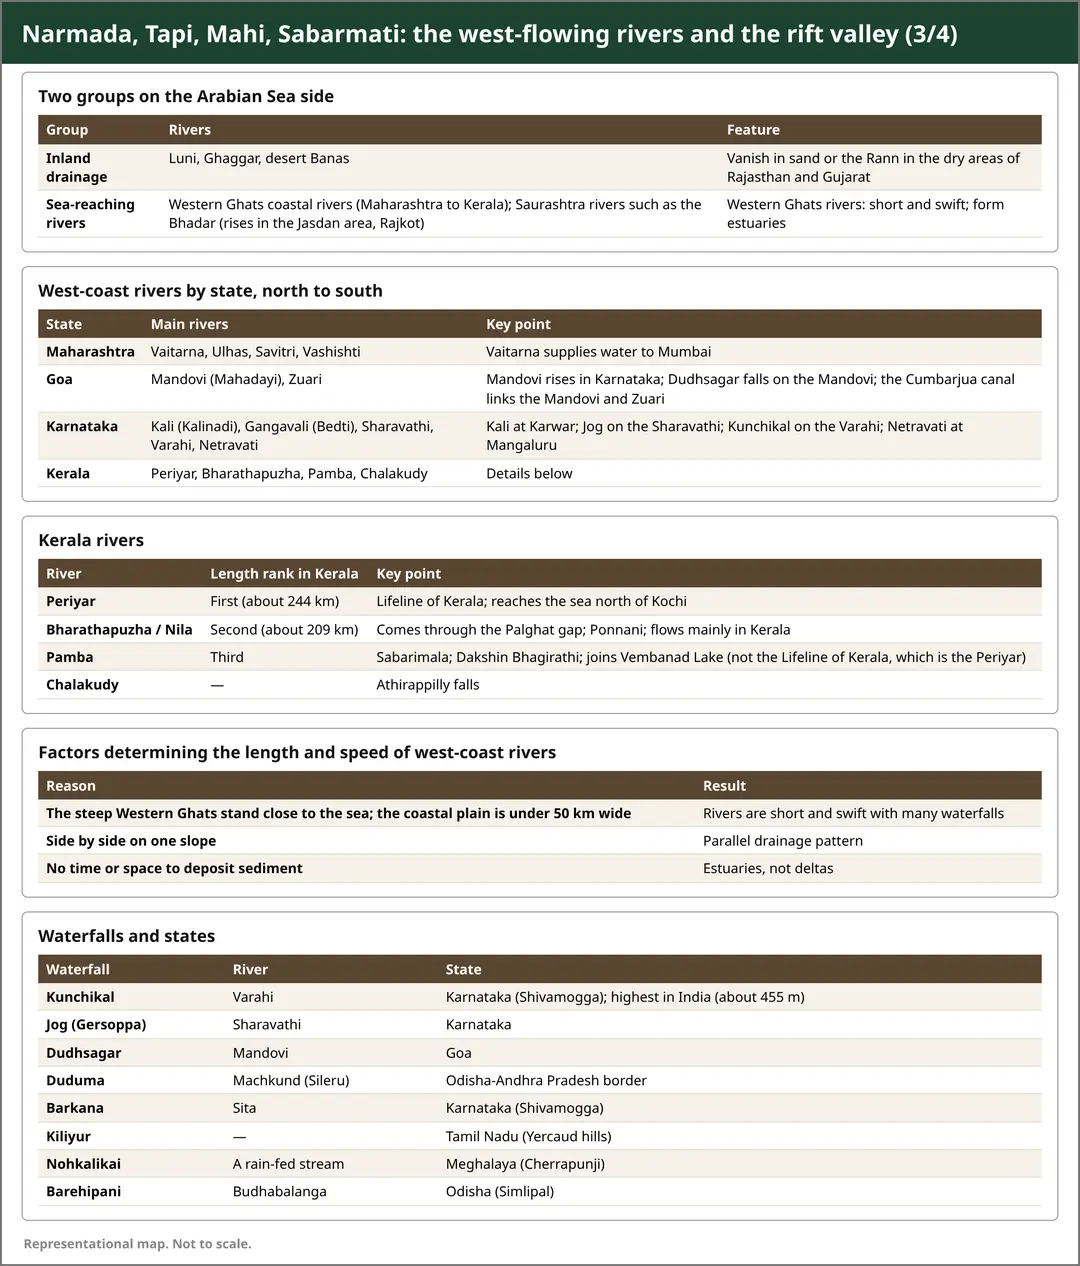 Narmada, Tapi, Mahi, Sabarmati: the west-flowing rivers and the rift valley (3/4)
Two groups on the Arabian Sea side
Group Rivers Feature
Inland drainage Luni, Ghaggar, desert Banas Vanish in sand or the Rann in the dry areas of Rajasthan and Gujarat
Sea-reaching rivers Western Ghats coastal rivers (Maharashtra to Kerala); Saurashtra rivers such as the Bhadar (rises in the Jasdan area, Rajkot) Western Ghats rivers: short and swift; form estuaries
West-coast rivers by state, north to south
State Main rivers Key point
Maharashtra Vaitarna, Ulhas, Savitri, Vashishti Vaitarna supplies water to Mumbai
Goa Mandovi (Mahadayi), Zuari Mandovi rises in Karnataka; Dudhsagar falls on the Mandovi; the Cumbarjua canal links the Mandovi and Zuari
Karnataka Kali (Kalinadi), Gangavali (Bedti), Sharavathi, Varahi, Netravati Kali at Karwar; Jog on the Sharavathi; Kunchikal on the Varahi; Netravati at Mangaluru
Kerala Periyar, Bharathapuzha, Pamba, Chalakudy Details below
Kerala rivers
River Length rank in Kerala Key point
Periyar First (about 244 km) Lifeline of Kerala; reaches the sea north of Kochi
Bharathapuzha / Nila Second (about 209 km) Comes through the Palghat gap; Ponnani; flows mainly in Kerala
Pamba Third Sabarimala; Dakshin Bhagirathi; joins Vembanad Lake (not the Lifeline of Kerala, which is the Periyar)
Chalakudy — Athirappilly falls
Factors determining the length and speed of west-coast rivers
Reason Result
The steep Western Ghats stand close to the sea; the coastal plain is under 50 km wide Rivers are short and swift with many waterfalls
Side by side on one slope Parallel drainage pattern
No time or space to deposit sediment Estuaries, not deltas
Waterfalls and states
Waterfall River State
Kunchikal Varahi Karnataka (Shivamogga); highest in India (about 455 m)
Jog (Gersoppa) Sharavathi Karnataka
Dudhsagar Mandovi Goa
Duduma Machkund (Sileru) Odisha-Andhra Pradesh border
Barkana Sita Karnataka (Shivamogga)
Kiliyur — Tamil Nadu (Yercaud hills)
Nohkalikai A rain-fed stream Meghalaya (Cherrapunji)
Barehipani Budhabalanga Odisha (Simlipal)
Representational map. Not to scale.